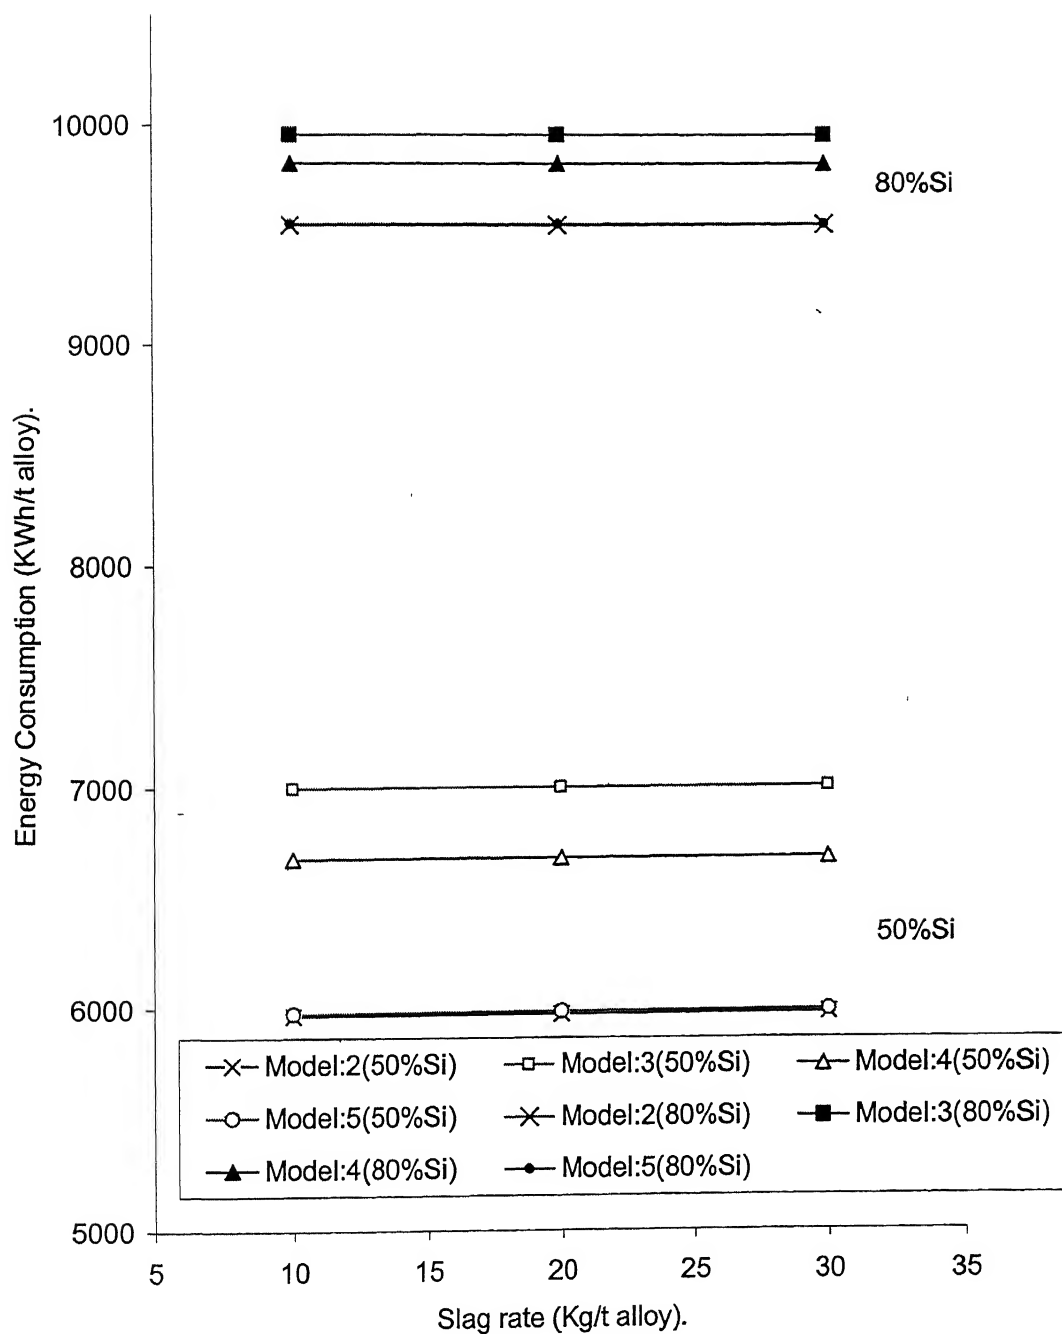 10000
80%Si
9000
8000
Energy Consumption (KWh/t alloy).
7000
50%Si
6000
Model:2(50%Si) Model:3(50%Si) Model:4(50%Si)
Model:5(50%Si) Model:2(80%Si) Model:3(80%Si)
Model:4(80%Si) Model:5(80%Si)
5000
5 10 15 20 25 30 35
Slag rate (Kg/t alloy).